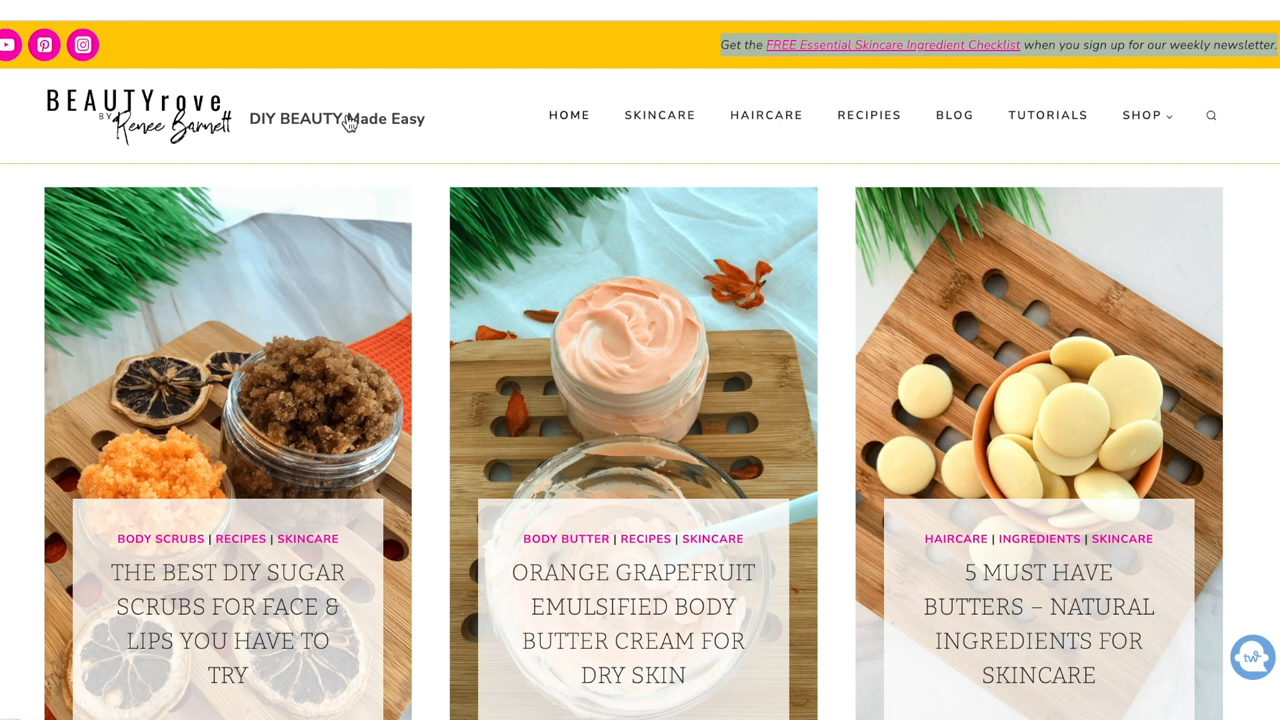 Get the FREE Essential Skincare Ingredient Checklist when you sign up for our weekly newsletter.
BEAUTYrove
BY Renee Barnett
DIY BEAUTY Made Easy
HOME SKINCARE HAIRCARE RECIPES BLOG TUTORIALS SHOP
BODY SCRUBS | RECIPES | SKINCARE
THE BEST DIY SUGAR
SCRUBS FOR FACE &
LIPS YOU HAVE TO
TRY
BODY BUTTER | RECIPES | SKINCARE
ORANGE GRAPEFRUIT
EMULSIFIED BODY
BUTTER CREAM FOR
DRY SKIN
HAIRCARE | INGREDIENTS | SKINCARE
5 MUST HAVE
BUTTERS – NATURAL
INGREDIENTS FOR
SKINCARE
tw